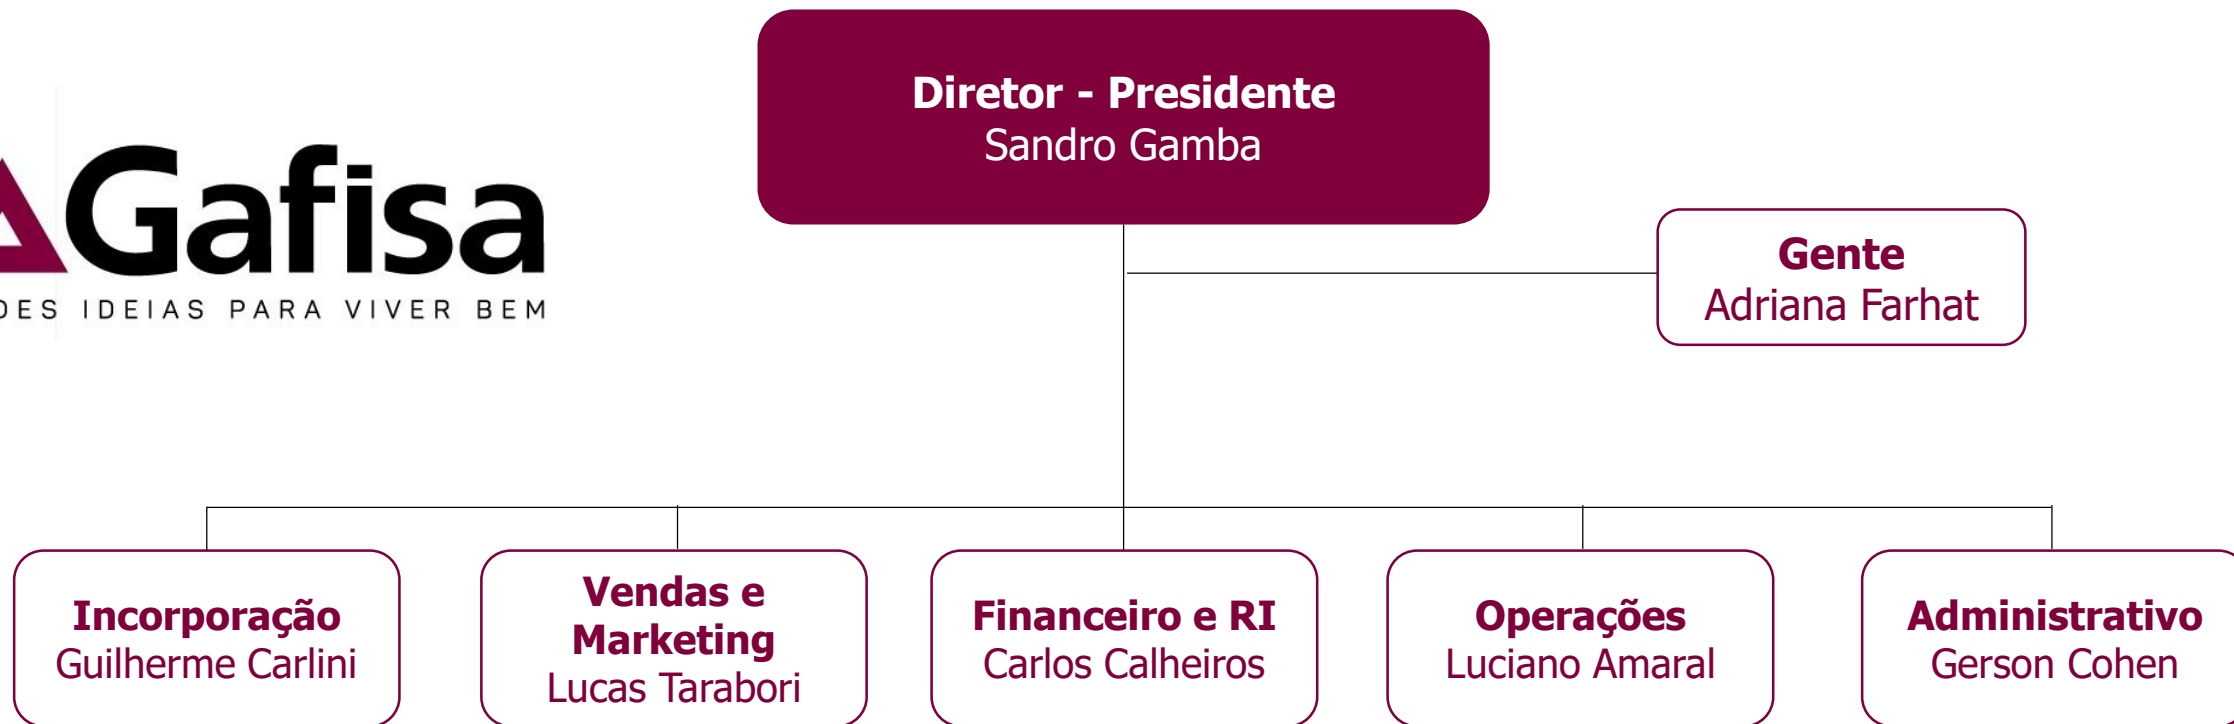 Diretor - Presidente
Sandro Gamba
Gafisa
IDEIAS PARA VIVER BEM
Gente
Adriana Farhat
Incorporação
Guilherme Carlini
Vendas e
Marketing
Lucas Tarabori
Financeiro e RI
Carlos Calheiros
Operações
Luciano Amaral
Administrativo
Gerson Cohen